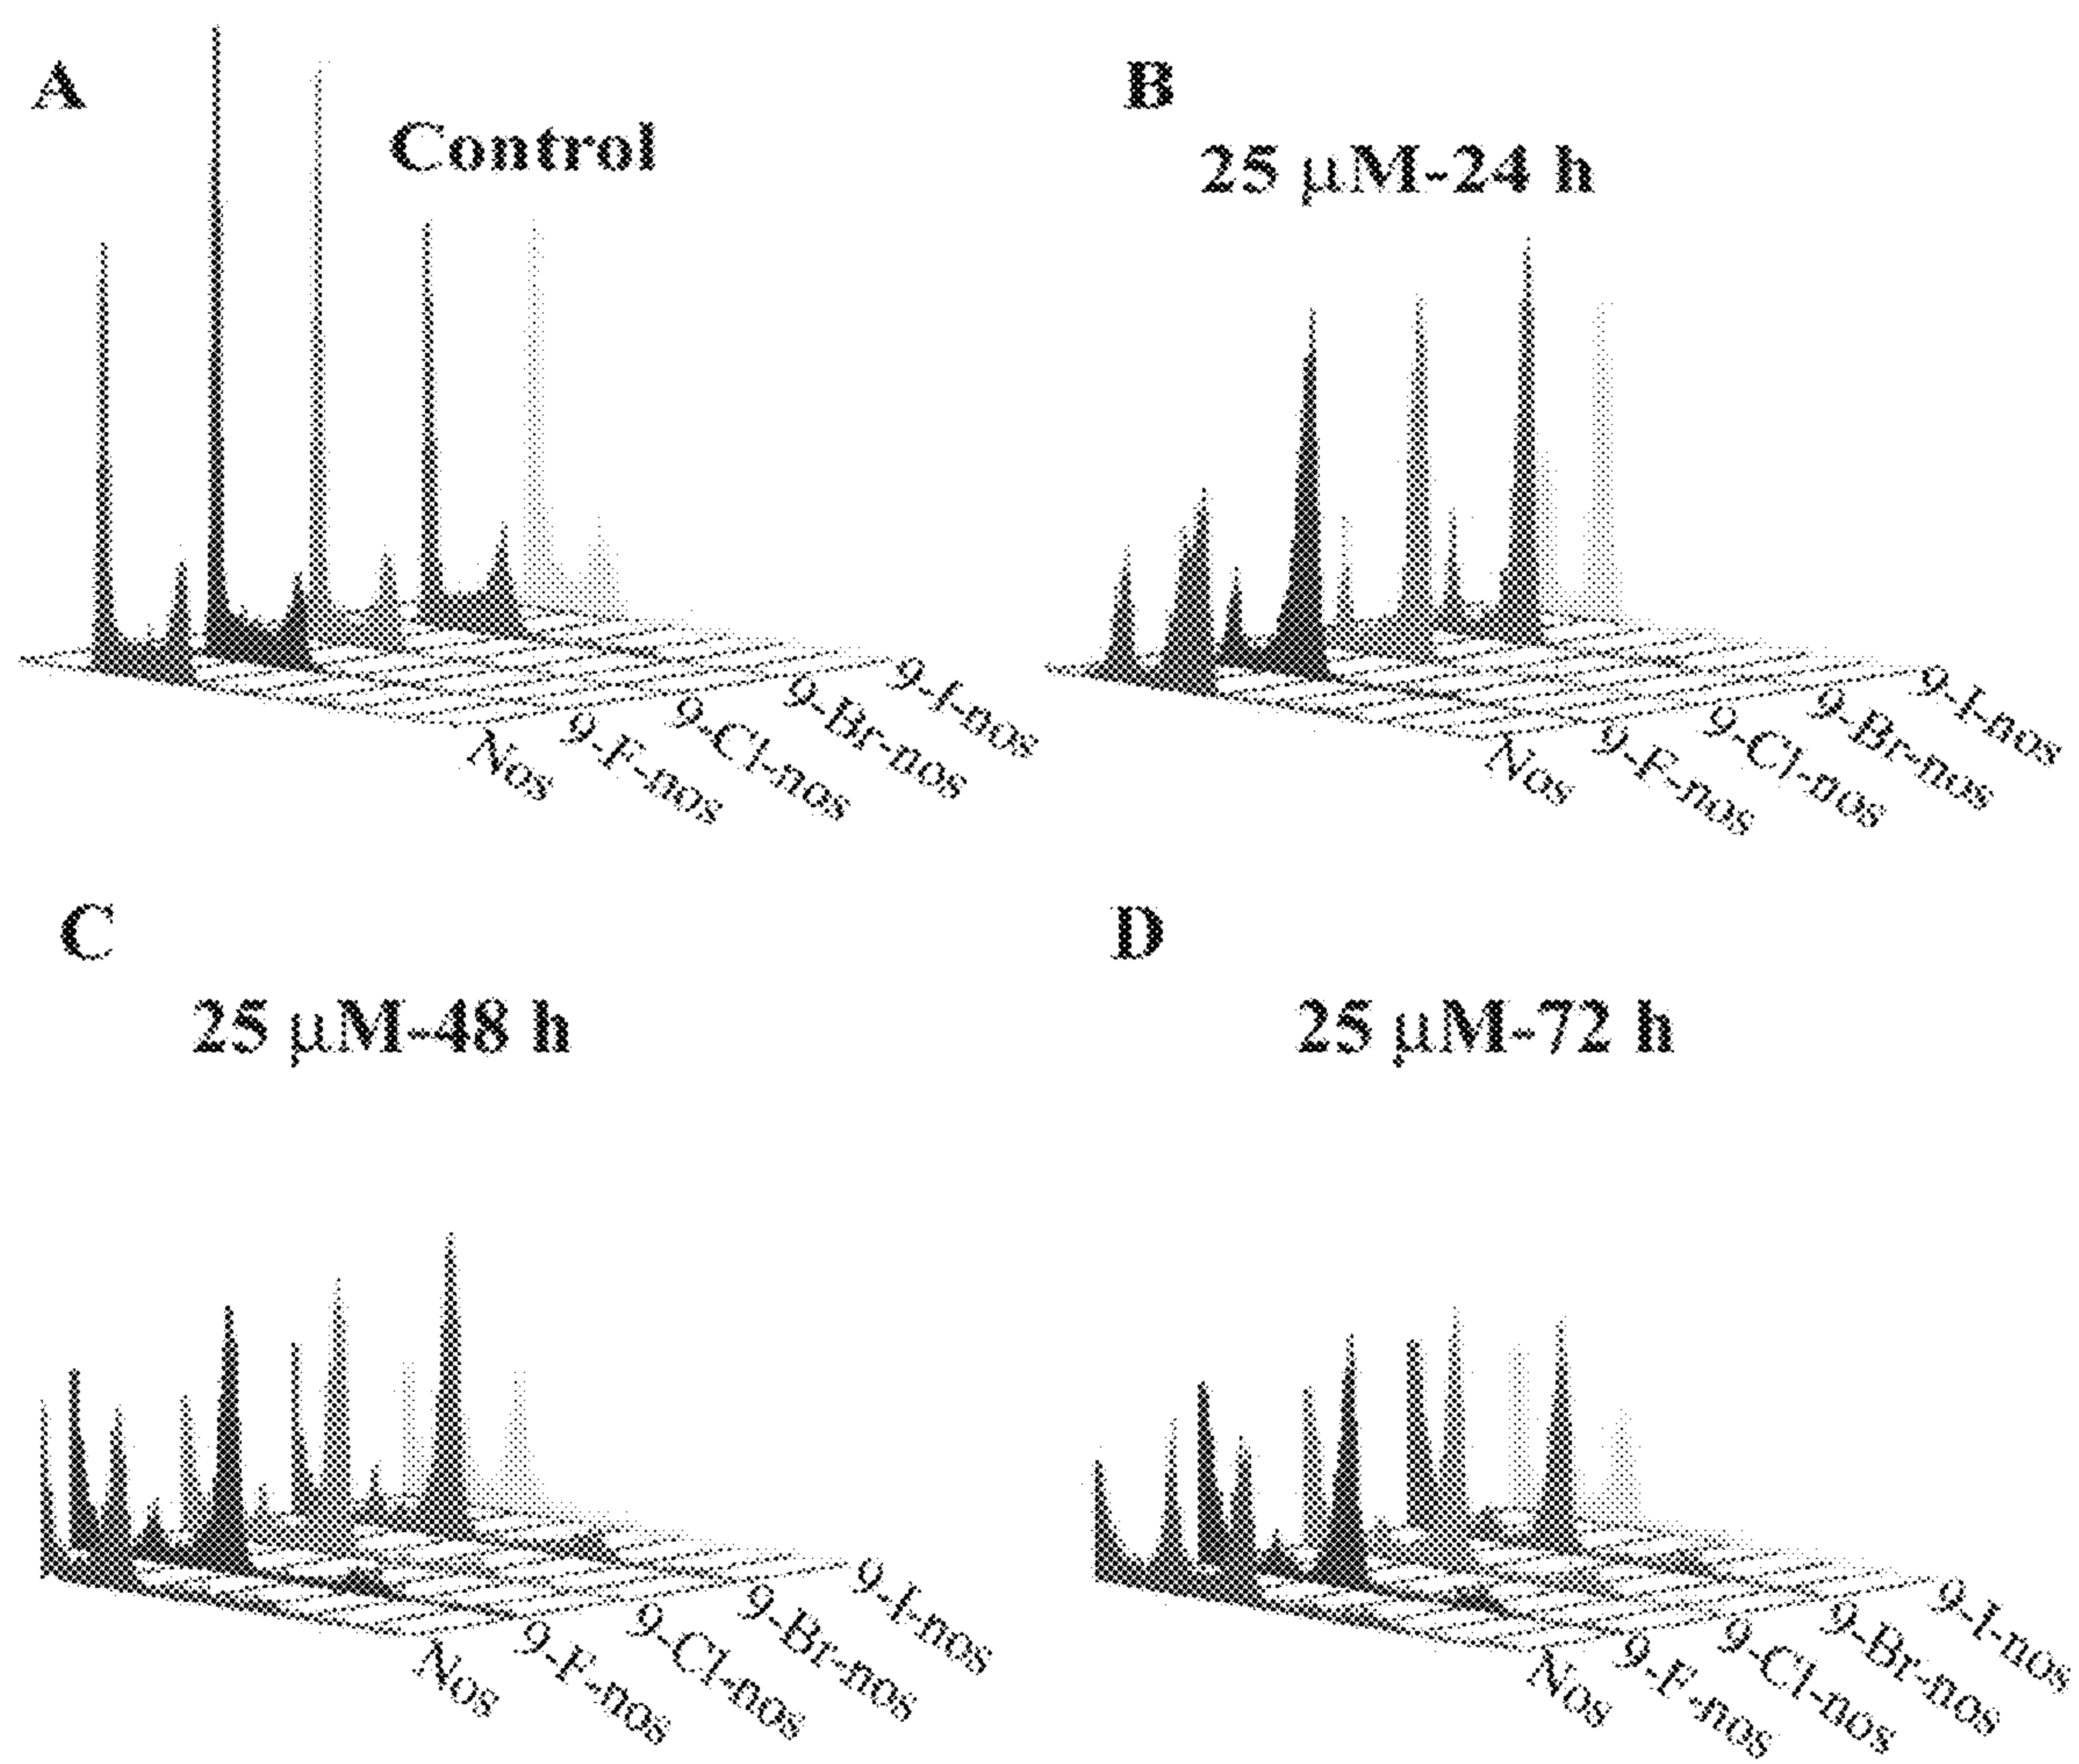 A
Control
Nos
9-F-nos
9-Cl-nos
9-Br-nos
9-I-nos
B
25 µM-24 h
Nos
9-F-nos
9-Cl-nos
9-Br-nos
9-I-nos
C
25 µM-48 h
Nos
9-F-nos
9-Cl-nos
9-Br-nos
9-I-nos
D
25 µM-72 h
Nos
9-F-nos
9-Cl-nos
9-Br-nos
9-I-nos